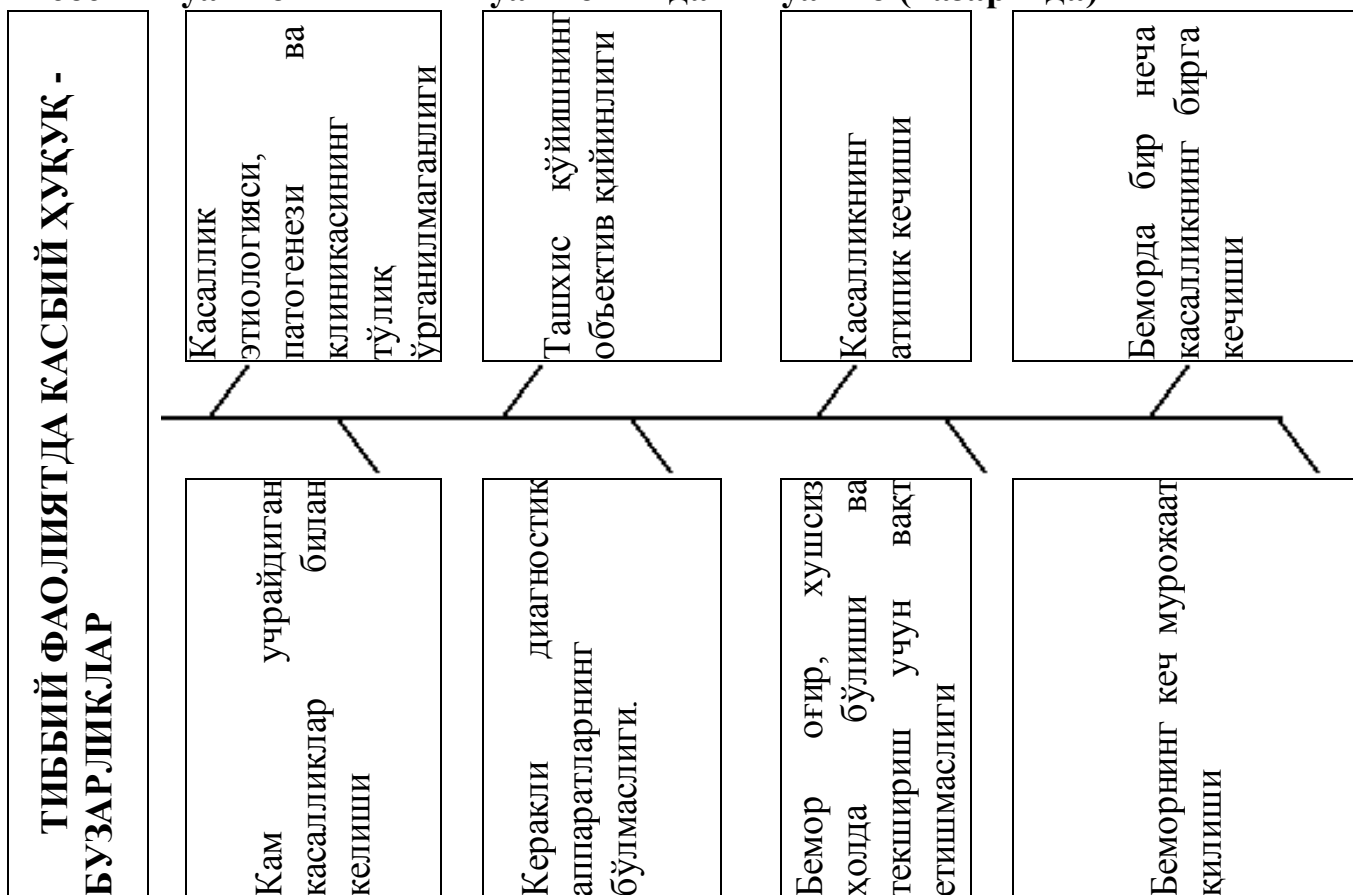 (назарияда)
ТИББИЙ ФАОЛИЯТДА КАСБИЙ ҲУҚУҚ -
БУЗАРЛИКЛАР
Касаллик
этиологияси,
патогенези ва
клиникасининг
тўлиқ
ўрганилмаганлиги
Ташхис қўйишнинг
объектив қийинлиги
Касалликнинг
атипик кечиши
Беморда бир неча
касалликнинг бирга
кечиши
Кам учрайдиган
касалликлар билан
келиши
Керакли диагностик
аппаратларнинг
бўлмаслиги.
Бемор оғир, хушсиз
ҳолда бўлиши ва
текшириш учун вақт
етишмаслиги
Беморнинг кеч мурожаат
қилиши